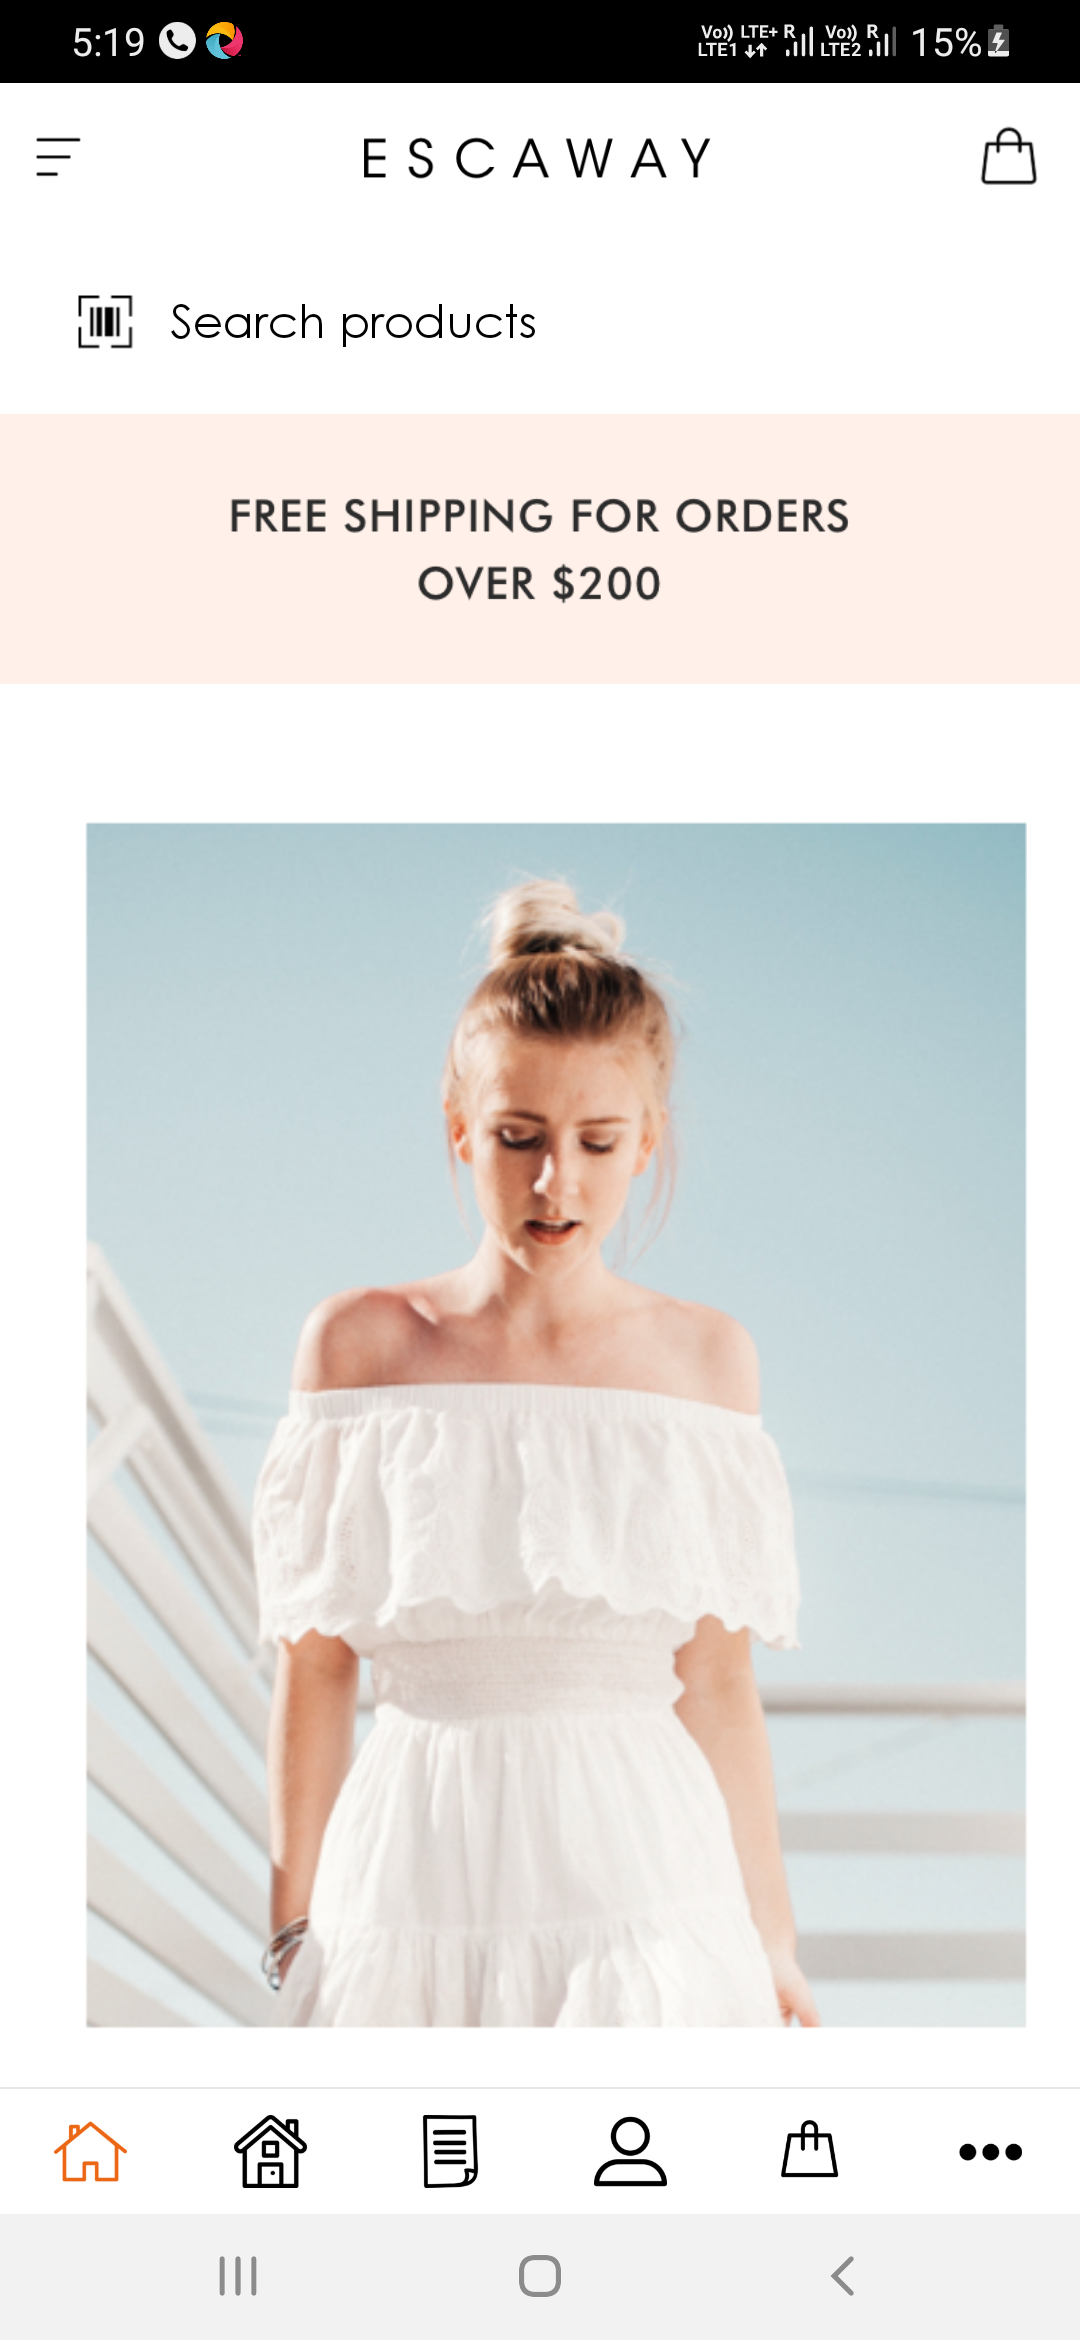 5:19
Vo)) LTE+ R Vo)) R
LTE1 LTE2 15%
ESCAWAY
Search products
FREE SHIPPING FOR ORDERS
OVER $200